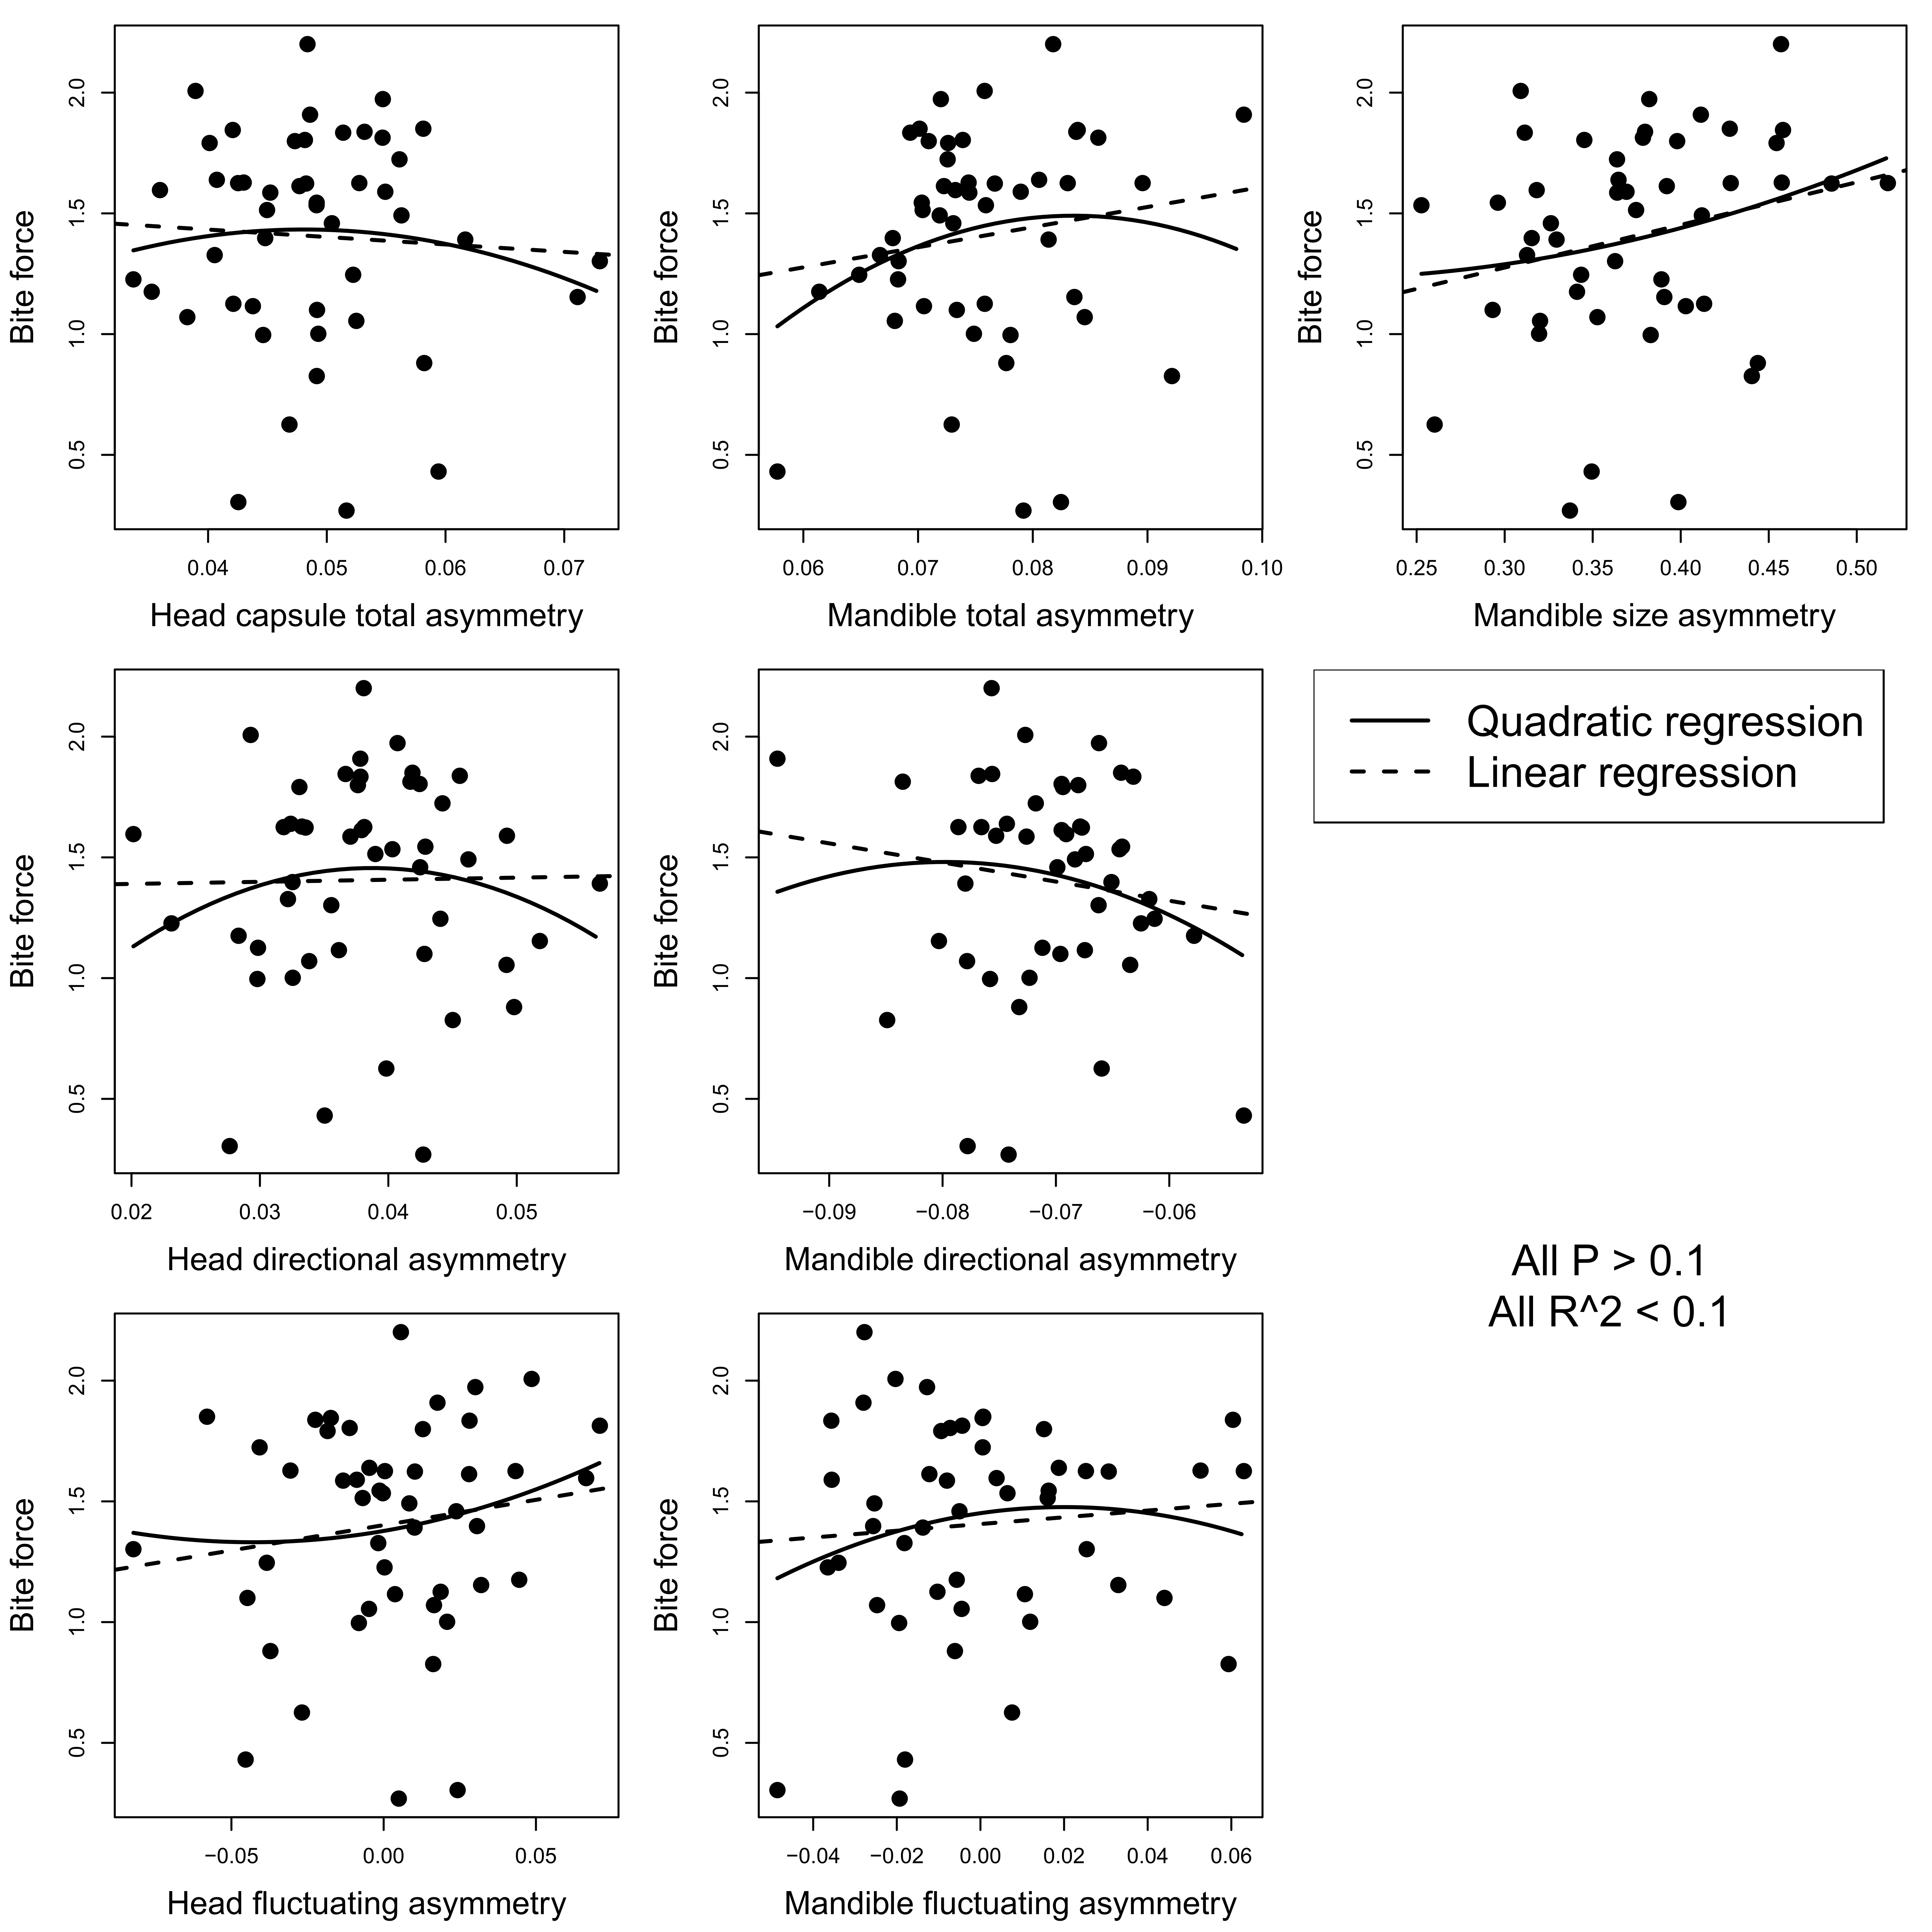 Bite force
2.0
1.5
1.0
0.5
0.04 0.05 0.06 0.07
Head capsule total asymmetry
Bite force
2.0
1.5
1.0
0.5
0.06 0.07 0.08 0.09 0.10
Mandible total asymmetry
Bite force
2.0
1.5
1.0
0.5
0.25 0.30 0.35 0.40 0.45 0.50
Mandible size asymmetry
Bite force
2.0
1.5
1.0
0.5
0.02 0.03 0.04 0.05
Head directional asymmetry
Bite force
2.0
1.5
1.0
0.5
−0.09 −0.08 −0.07 −0.06
Mandible directional asymmetry
Quadratic regression
Linear regression
All P > 0.1
All R^2 < 0.1
Bite force
2.0
1.5
1.0
0.5
−0.05 0.00 0.05
Head fluctuating asymmetry
Bite force
2.0
1.5
1.0
0.5
−0.04 −0.02 0.00 0.02 0.04 0.06
Mandible fluctuating asymmetry